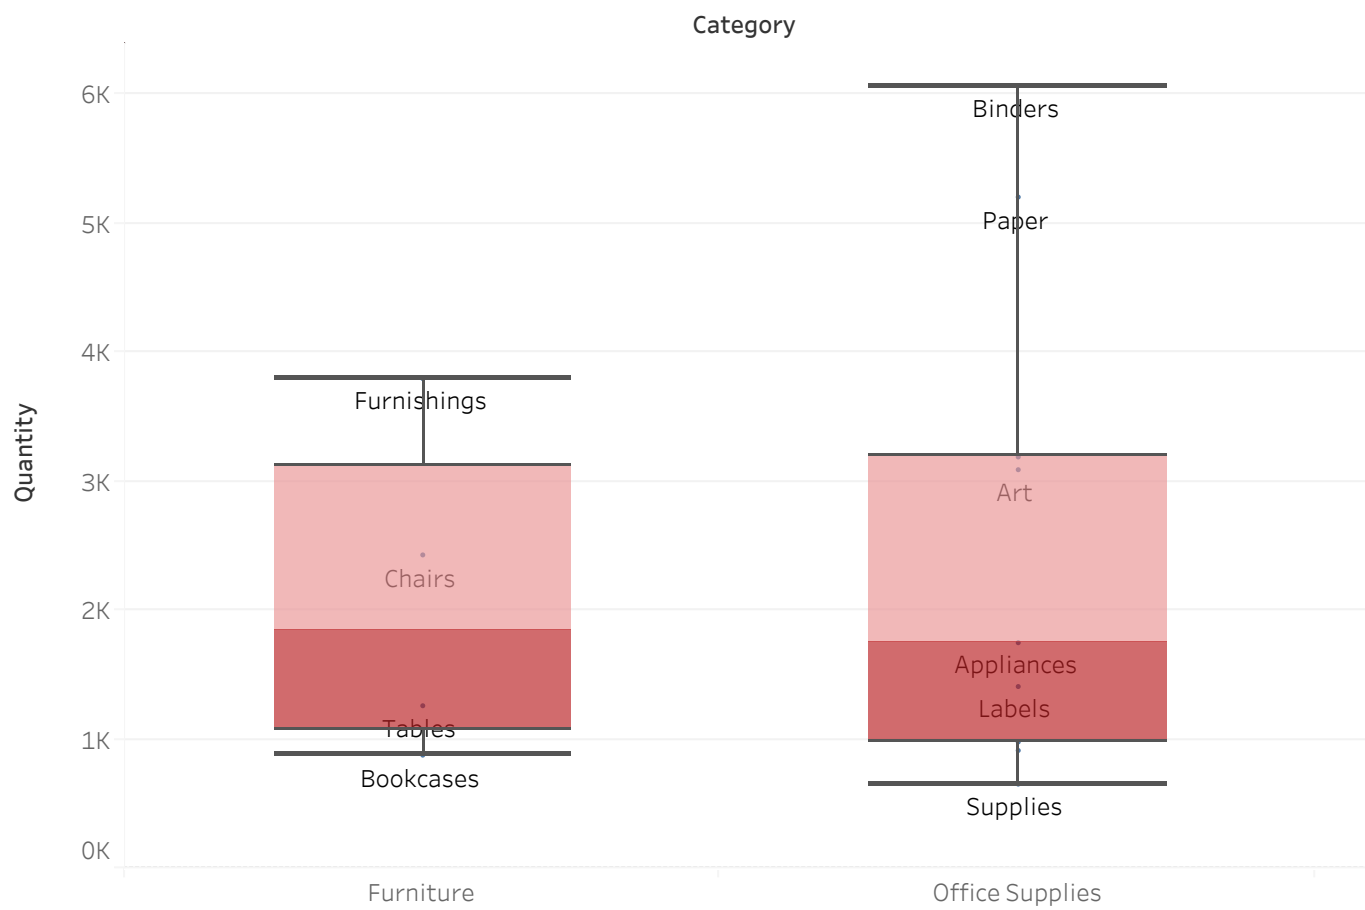 Category
6K
Binders
5K
Paper
4K
Furnishings
Quantity
3K
Art
Chairs
2K
Appliances
Labels
Tables
1K
Bookcases
Supplies
0K
Furniture
Office Supplies